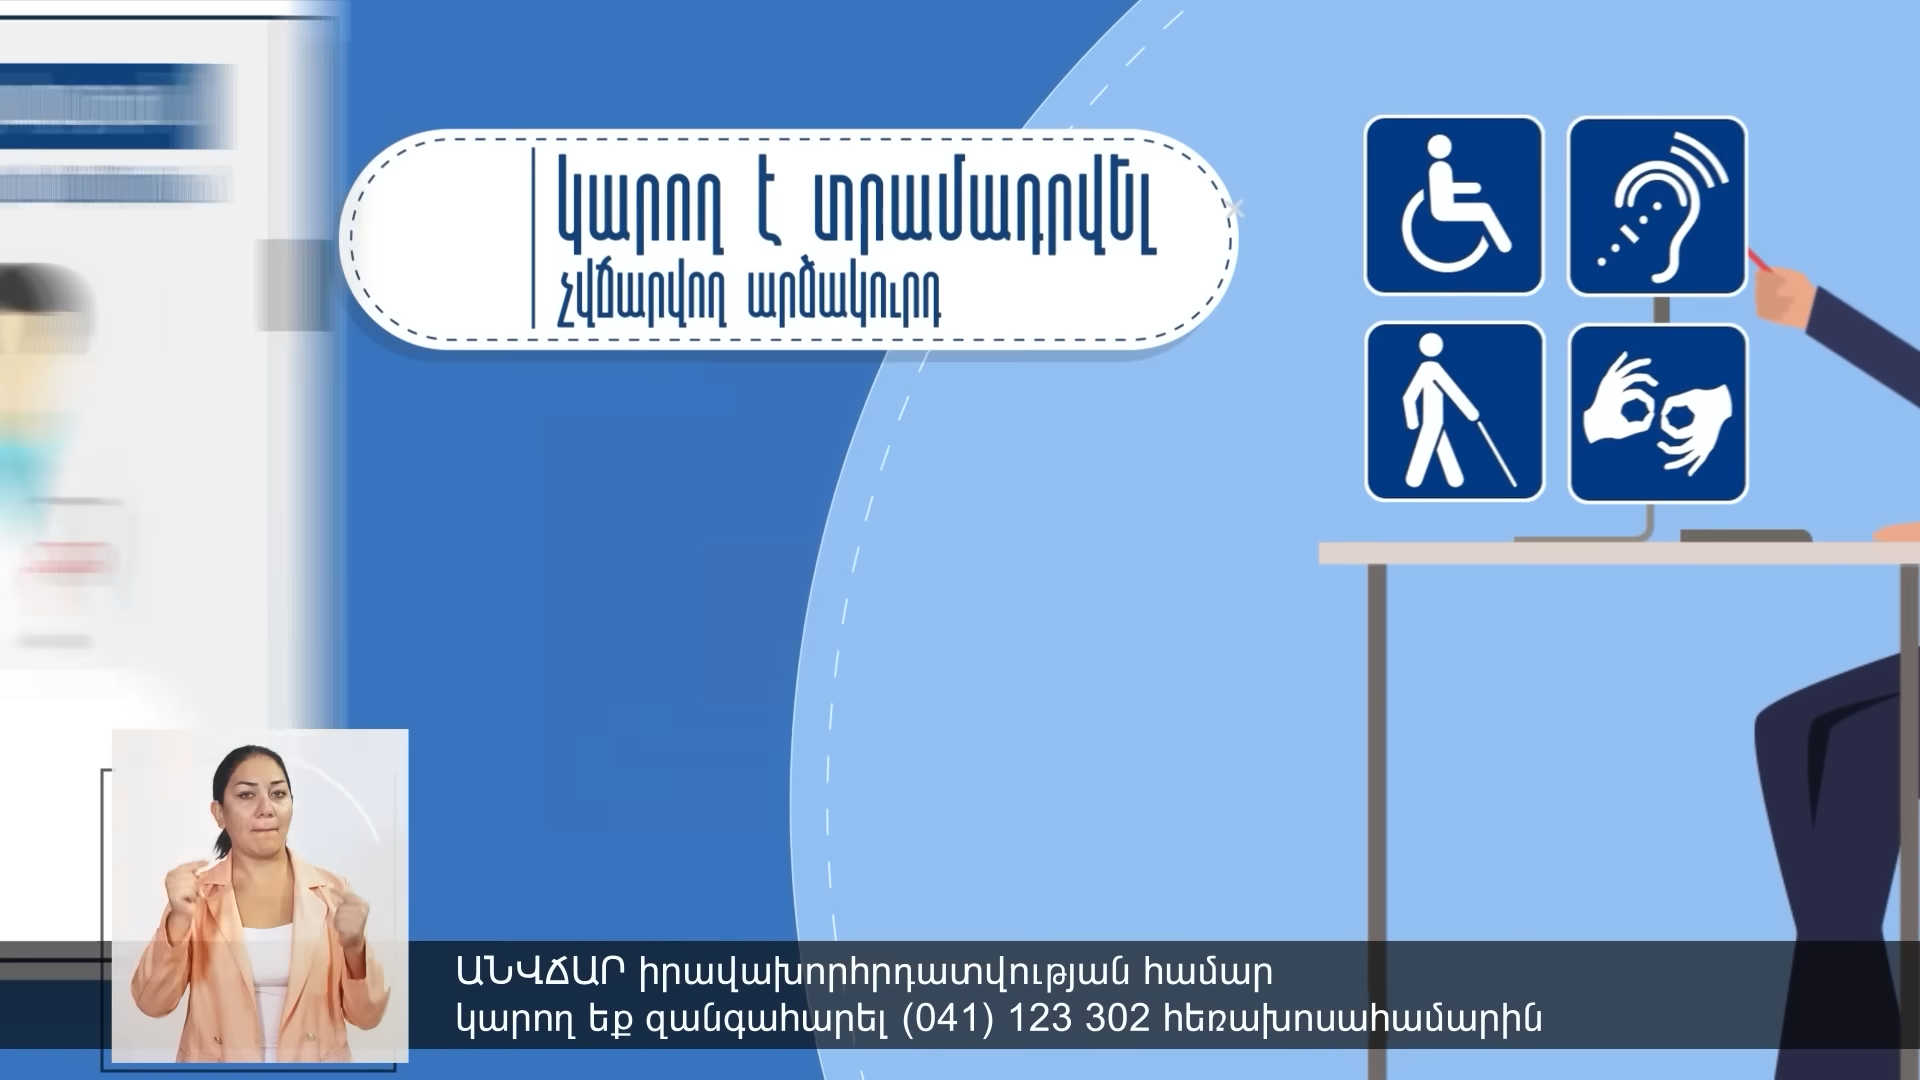 կարող է տրամադրվել
չվճարվող արձակուրդ
ԱՆՎՃԱՐ իրավախորհրդատվության համար
կարող եք զանգահարել (041) 123 302 հեռախոսահամարին